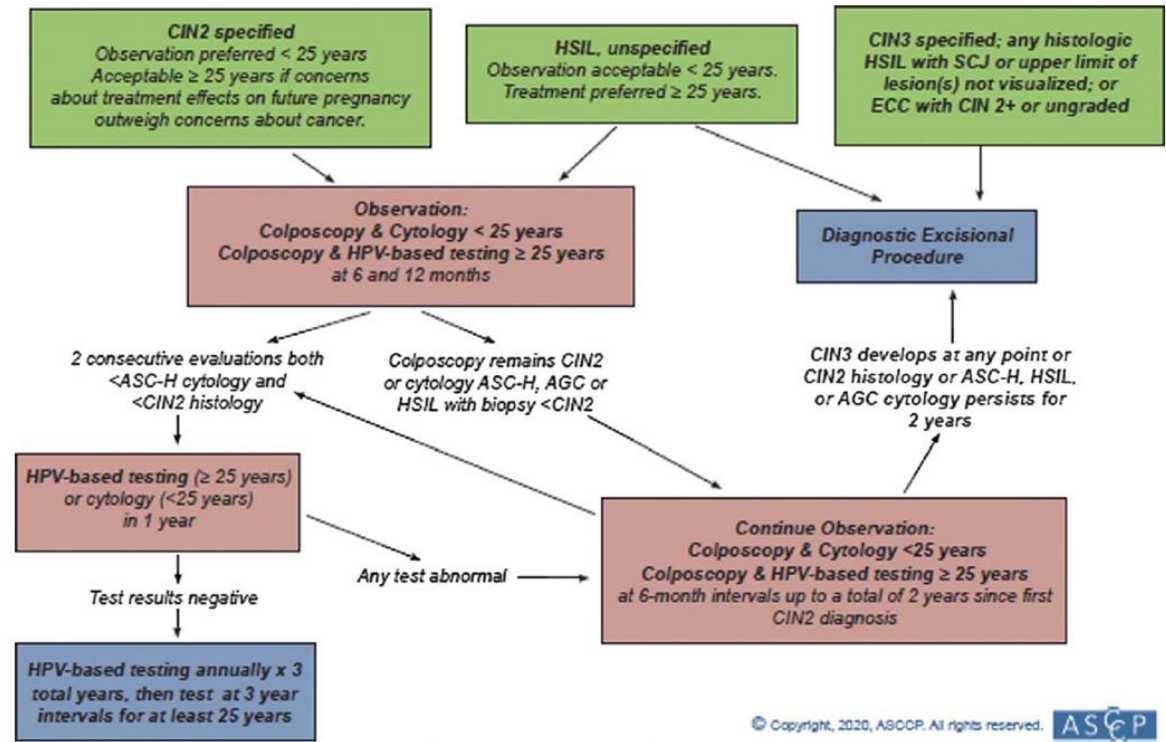 CIN2 specified
Observation preferred < 25 years
Acceptable ≥ 25 years if concerns
about treatment effects on future pregnancy
outweigh concerns about cancer.
HSIL, unspecified
Observation acceptable < 25 years.
Treatment preferred ≥ 25 years.
CIN3 specified; any histologic
HSIL with SCJ or upper limit of
lesion(s) not visualized; or
ECC with CIN 2+ or ungraded
Observation:
Colposcopy & Cytology < 25 years
Colposcopy & HPV-based testing ≥ 25 years
at 6 and 12 months
Diagnostic Excisional
Procedure
2 consecutive evaluations both
<ASC-H cytology and
<CIN2 histology
Colposcopy remains CIN2
or cytology ASC-H, AGC or
HSIL with biopsy <CIN2
CIN3 develops at any point or
CIN2 histology or ASC-H, HSIL,
or AGC cytology persists for
2 years
HPV-based testing (≥ 25 years)
or cytology (<25 years)
in 1 year
Continue Observation:
Colposcopy & Cytology <25 years
Colposcopy & HPV-based testing ≥ 25 years
at 6-month intervals up to a total of 2 years since first
CIN2 diagnosis
Any test abnormal
Test results negative
HPV-based testing annually x 3
total years, then test at 3 year
intervals for at least 25 years
© Copyright, 2020, ASCCP. All rights reserved.
ASCCP